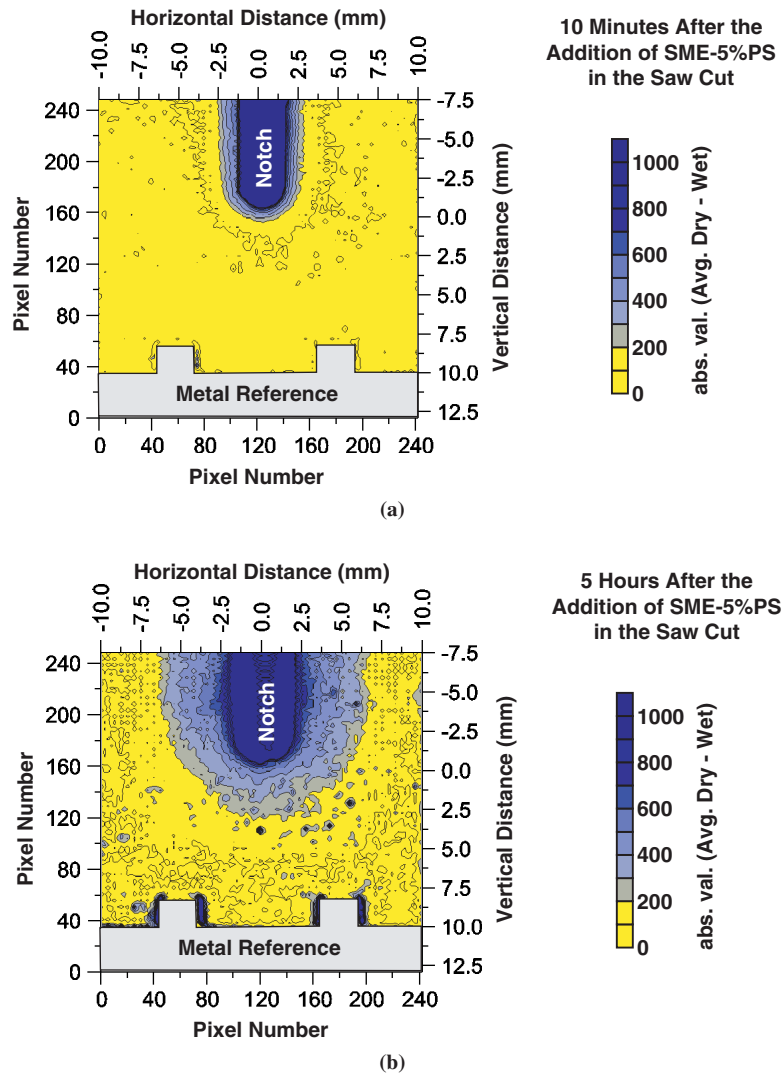 Horizontal Distance (mm)
-10.0 -7.5 -5.0 -2.5 0.0 2.5 5.0 7.5 10.0
10 Minutes After the
Addition of SME-5%PS
in the Saw Cut
Pixel Number
240
200
160
120
80
40
0
Notch
Metal Reference
-7.5
-5.0
-2.5
0.0
2.5
5.0
7.5
10.0
12.5
Vertical Distance (mm)
0 40 80 120 160 200 240
Pixel Number
1000
800
600
400
200
0
abs. val. (Avg. Dry - Wet)
(a)
Horizontal Distance (mm)
-10.0 -7.5 -5.0 -2.5 0.0 2.5 5.0 7.5 10.0
5 Hours After the
Addition of SME-5%PS
in the Saw Cut
Pixel Number
240
200
160
120
80
40
0
Notch
Metal Reference
-7.5
-5.0
-2.5
0.0
2.5
5.0
7.5
10.0
12.5
Vertical Distance (mm)
0 40 80 120 160 200 240
Pixel Number
1000
800
600
400
200
0
abs. val. (Avg. Dry - Wet)
(b)